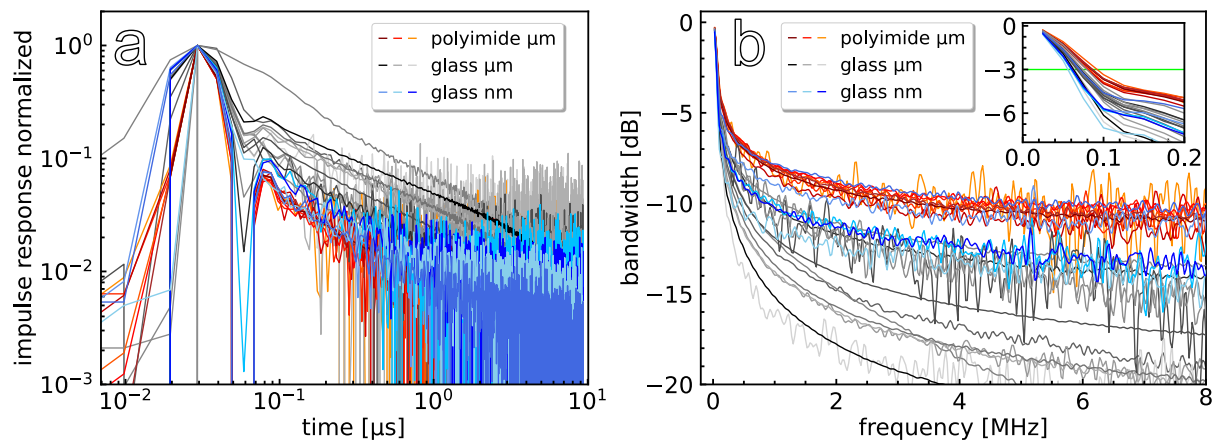 a
impulse response normalized
10⁰
10⁻¹
10⁻²
10⁻³
10⁻²
10⁻¹
10⁰
10¹
time [µs]
polyimide µm
glass µm
glass nm
b
bandwidth [dB]
0
−5
−10
−15
−20
0
2
4
6
8
frequency [MHz]
polyimide µm
glass µm
glass nm
0
−3
−6
0.0
0.1
0.2